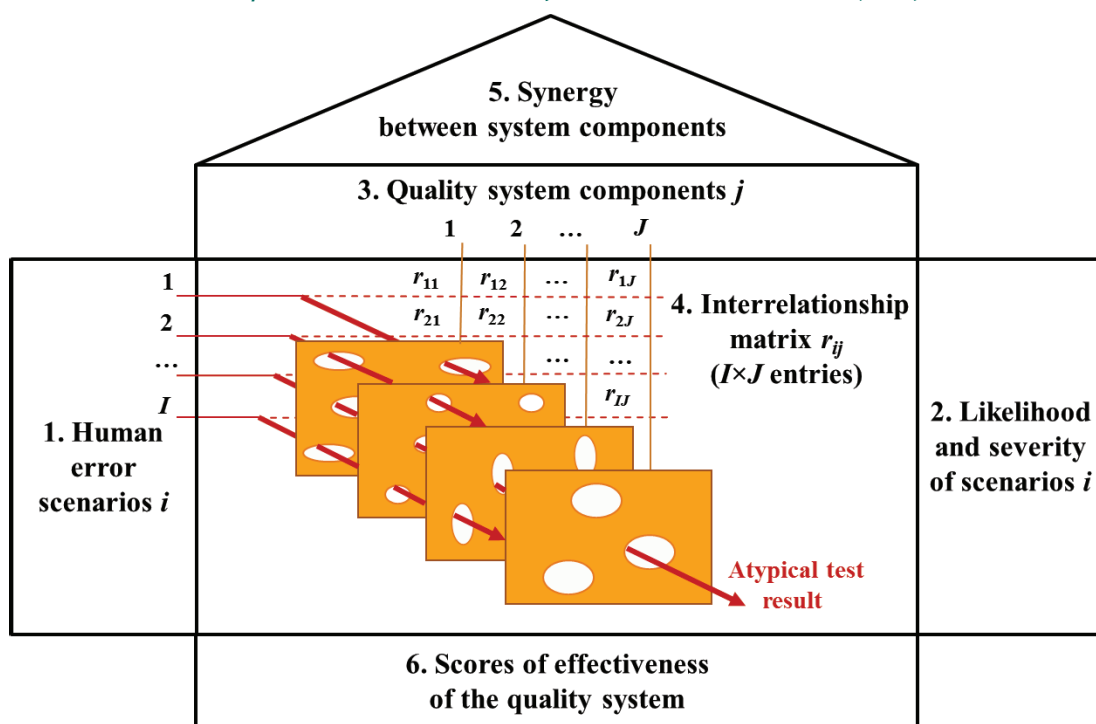 5. Synergy
between system components
3. Quality system components j
1 2 ... J
1 r11 r12 ... r1J
2 r21 r22 ... r2J
... ... ...
I rIJ
4. Interrelationship
matrix rij
(I×J entries)
1. Human
error
scenarios i
2. Likelihood
and severity
of scenarios i
Atypical test
result
6. Scores of effectiveness
of the quality system